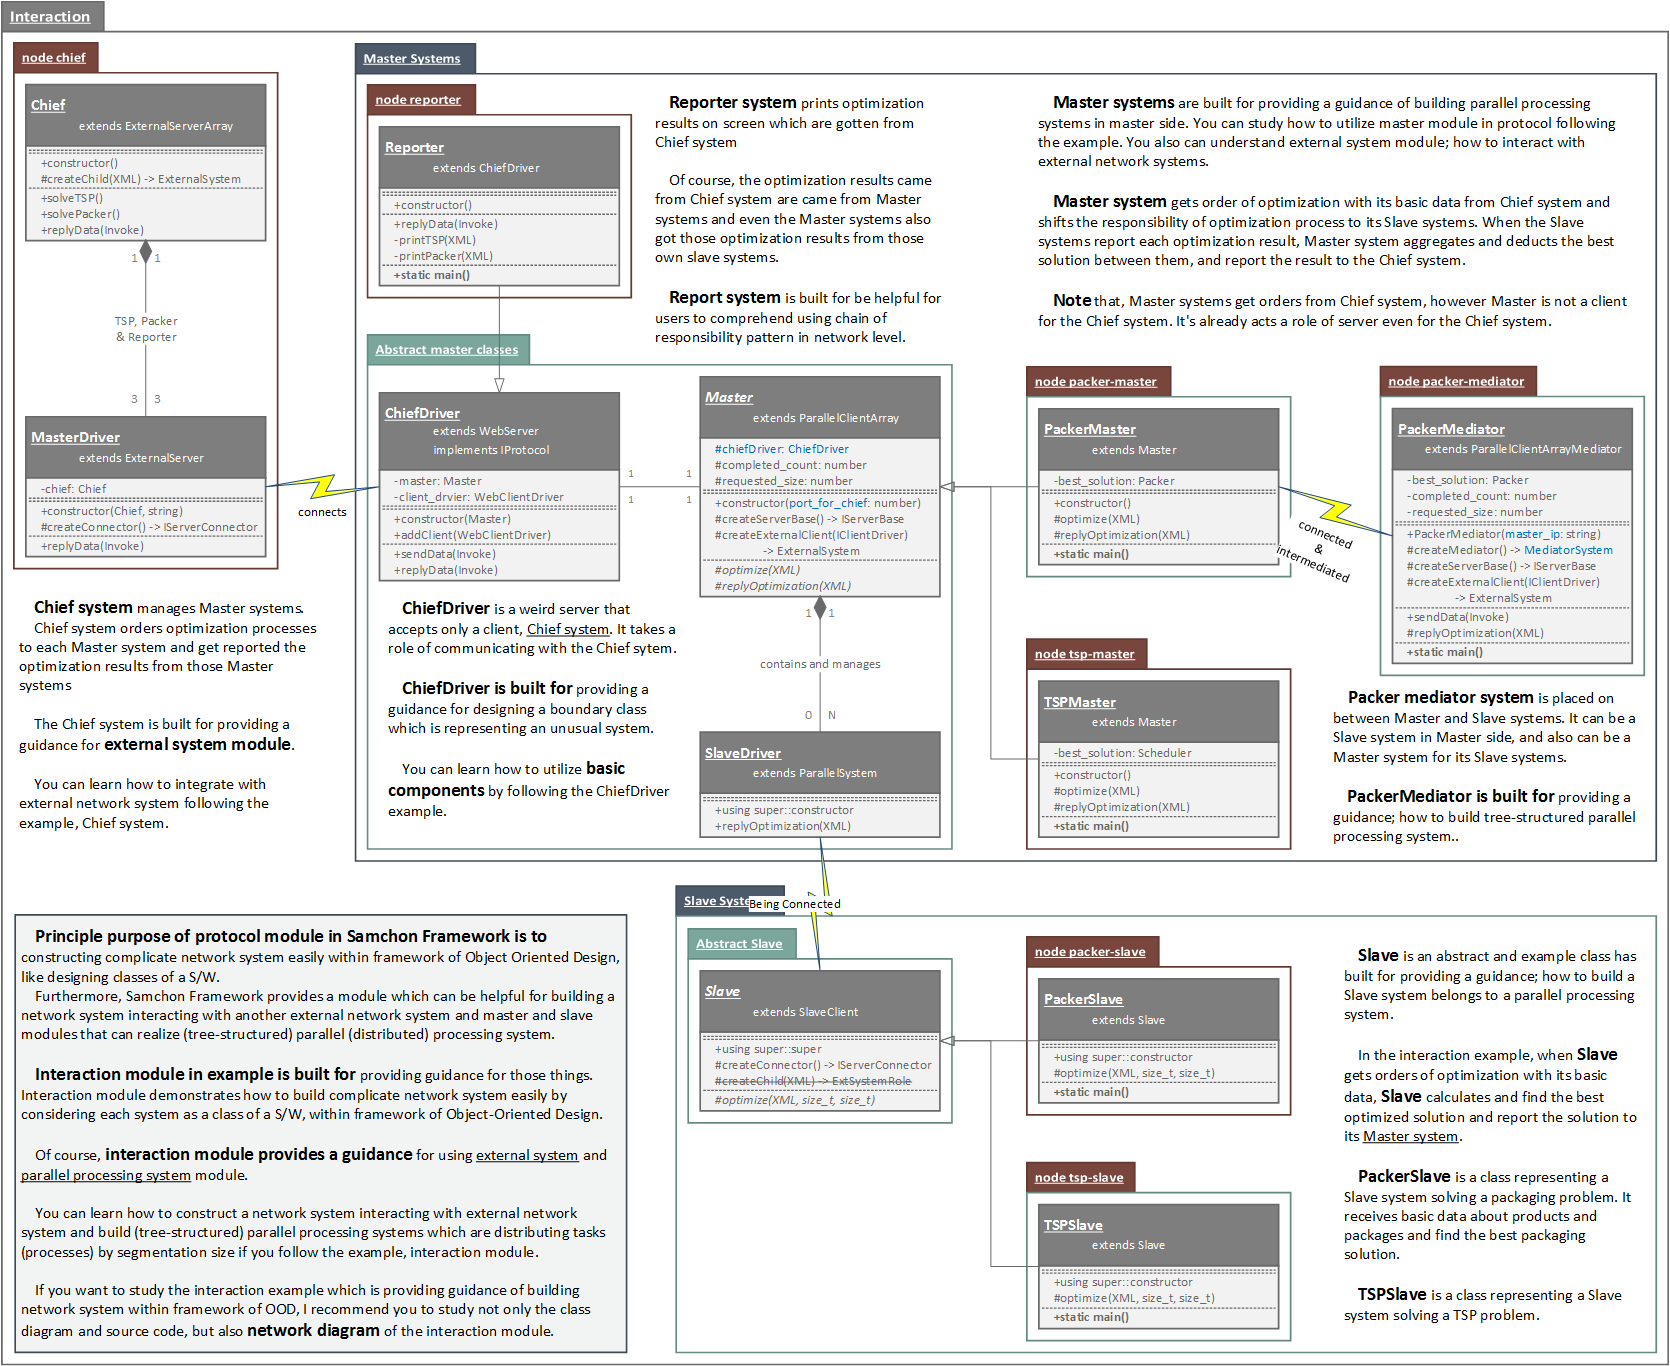 Interaction
node chief
Chief
extends ExternalServerArray
+constructor()
#createChild(XML) -> ExternalSystem
+solveTSP()
+solvePacker()
+replyData(Invoke)
1 1
TSP, Packer
& Reporter
3 3
MasterDriver
extends ExternalServer
-chief: Chief
+constructor(Chief, string)
#createConnector() -> IServerConnector
+replyData(Invoke)
connects
Chief system manages Master systems.
Chief system orders optimization processes
to each Master system and get reported the
optimization results from those Master
systems
The Chief system is built for providing a
guidance for external system module.
You can learn how to integrate with
external network system following the
example, Chief system.
Master Systems
node reporter
Reporter
extends ChiefDriver
+constructor()
+replyData(Invoke)
-printTSP(XML)
-printPacker(XML)
+static main()
Reporter system prints optimization
results on screen which are gotten from
Chief system
Of course, the optimization results came
from Chief system are came from Master
systems and even the Master systems also
got those optimization results from those
own slave systems.
Report system is built for be helpful for
users to comprehend using chain of
responsibility pattern in network level.
Master systems are built for providing a guidance of building parallel processing
systems in master side. You can study how to utilize master module in protocol following
the example. You also can understand external system module; how to interact with
external network systems.
Master system gets order of optimization with its basic data from Chief system and
shifts the responsibility of optimization process to its Slave systems. When the Slave
systems report each optimization result, Master system aggregates and deducts the best
solution between them, and report the result to the Chief system.
Note that, Master systems get orders from Chief system, however Master is not a client
for the Chief system. It's already acts a role of server even for the Chief system.
Abstract master classes
ChiefDriver
extends WebServer
implements IProtocol
-master: Master
-client_drvier: WebClientDriver
+constructor(Master)
+addClient(WebClientDriver)
+sendData(Invoke)
+replyData(Invoke)
1 1
1 1
Master
extends ParallelClientArray
#chiefDriver: ChiefDriver
#completed_count: number
#requested_size: number
+constructor(port_for_chief: number)
#createServerBase() -> IServerBase
#createExternalClient(IClientDriver)
-> ExternalSystem
#optimize(XML)
#replyOptimization(XML)
1 1
contains and manages
0 N
SlaveDriver
extends ParallelSystem
+using super::constructor
+replyOptimization(XML)
ChiefDriver is a weird server that
accepts only a client, Chief system. It takes a
role of communicating with the Chief sytem.
ChiefDriver is built for providing a
guidance for designing a boundary class
which is representing an unusual system.
You can learn how to utilize basic
components by following the ChiefDriver
example.
node packer-master
PackerMaster
extends Master
-best_solution: Packer
+constructor()
#optimize(XML)
#replyOptimization(XML)
+static main()
connected
&
intermediated
node packer-mediator
PackerMediator
extends ParallelClientArrayMediator
-best_solution: Packer
-completed_count: number
-requested_size: number
+PackerMediator(master_ip: string)
#createMediator() -> MediatorSystem
#createServerBase() -> IServerBase
#createExternalClient(IClientDriver)
-> ExternalSystem
+sendData(Invoke)
#replyOptimization(XML)
+static main()
node tsp-master
TSPMaster
extends Master
-best_solution: Scheduler
+constructor()
#optimize(XML)
#replyOptimization(XML)
+static main()
Packer mediator system is placed on
between Master and Slave systems. It can be a
Slave system in Master side, and also can be a
Master system for its Slave systems.
PackerMediator is built for providing a
guidance; how to build tree-structured parallel
processing system..
Being Connected
Slave Syste
Abstract Slave
Slave
extends SlaveClient
+using super::super
#createConnector() -> IServerConnector
#createChild(XML) -> ExtSystemRole
#optimize(XML, size_t, size_t)
node packer-slave
PackerSlave
extends Slave
+using super::constructor
#optimize(XML, size_t, size_t)
+static main()
node tsp-slave
TSPSlave
extends Slave
+using super::constructor
#optimize(XML, size_t, size_t)
+static main()
Slave is an abstract and example class has
built for providing a guidance; how to build a
Slave system belongs to a parallel processing
system.
In the interaction example, when Slave
gets orders of optimization with its basic
data, Slave calculates and find the best
optimized solution and report the solution to
its Master system.
PackerSlave is a class representing a
Slave system solving a packaging problem. It
receives basic data about products and
packages and find the best packaging
solution.
TSPSlave is a class representing a Slave
system solving a TSP problem.
Principle purpose of protocol module in Samchon Framework is to
constructing complicate network system easily within framework of Object Oriented Design,
like designing classes of a S/W.
Furthermore, Samchon Framework provides a module which can be helpful for building a
network system interacting with another external network system and master and slave
modules that can realize (tree-structured) parallel (distributed) processing system.
Interaction module in example is built for providing guidance for those things.
Interaction module demonstrates how to build complicate network system easily by
considering each system as a class of a S/W, within framework of Object-Oriented Design.
Of course, interaction module provides a guidance for using external system and
parallel processing system module.
You can learn how to construct a network system interacting with external network
system and build (tree-structured) parallel processing systems which are distributing tasks
(processes) by segmentation size if you follow the example, interaction module.
If you want to study the interaction example which is providing guidance of building
network system within framework of OOD, I recommend you to study not only the class
diagram and source code, but also network diagram of the interaction module.